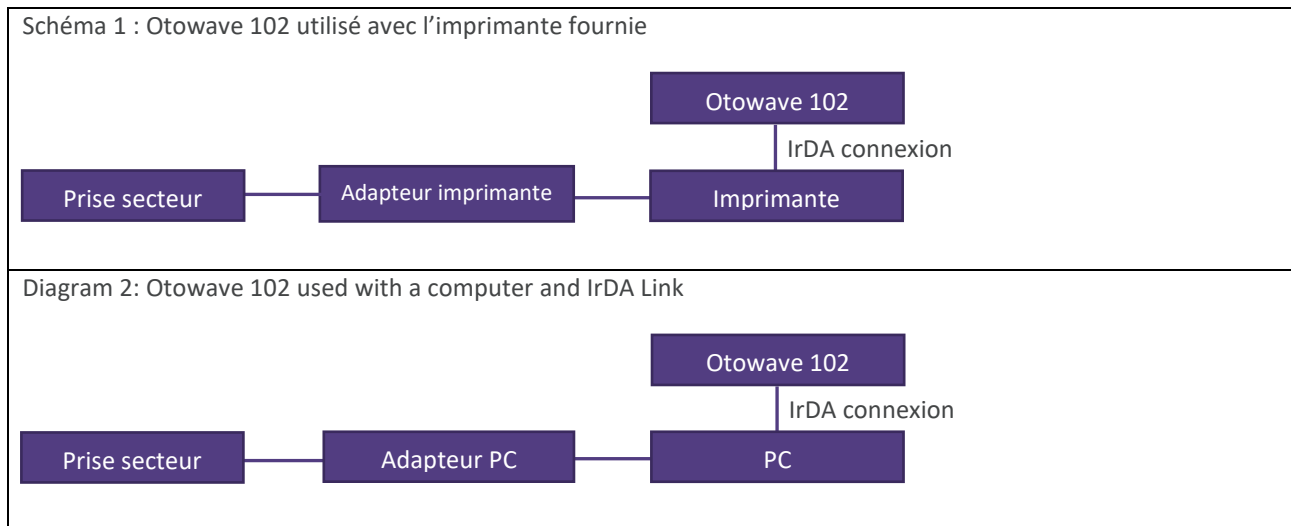 Schéma 1 : Otowave 102 utilisé avec l’imprimante fournie
Otowave 102
IrDA connexion
Prise secteur
Adapteur imprimante
Imprimante
Diagram 2: Otowave 102 used with a computer and IrDA Link
Otowave 102
IrDA connexion
Prise secteur
Adapteur PC
PC